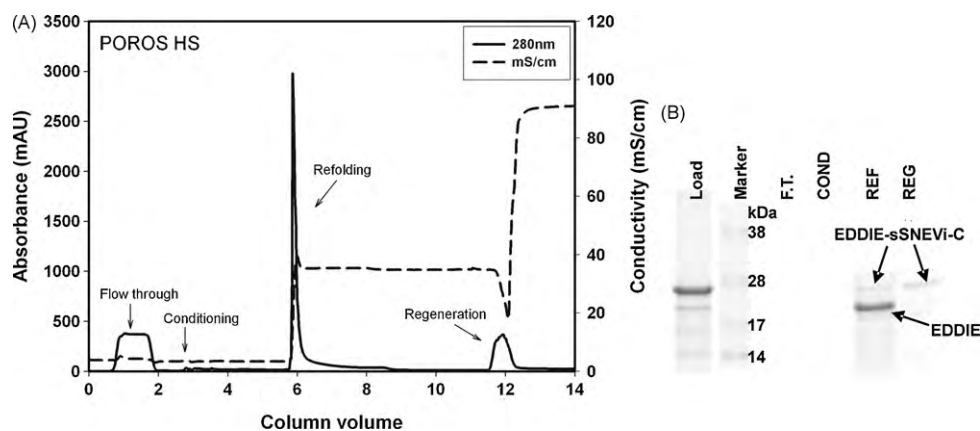 (A)
POROS HS
280nm
mS/cm
Absorbance (mAU)
3500
3000
2500
2000
1500
1000
500
0
Flow through
Conditioning
Refolding
Regeneration
0 2 4 6 8 10 12 14
Column volume
120
100
80
60
40
20
0
Conductivity (mS/cm)
(B)
Load
Marker
F.T.
COND
REF
REG
kDa
38
28
17
14
EDDIE-sSNEVi-C
EDDIE